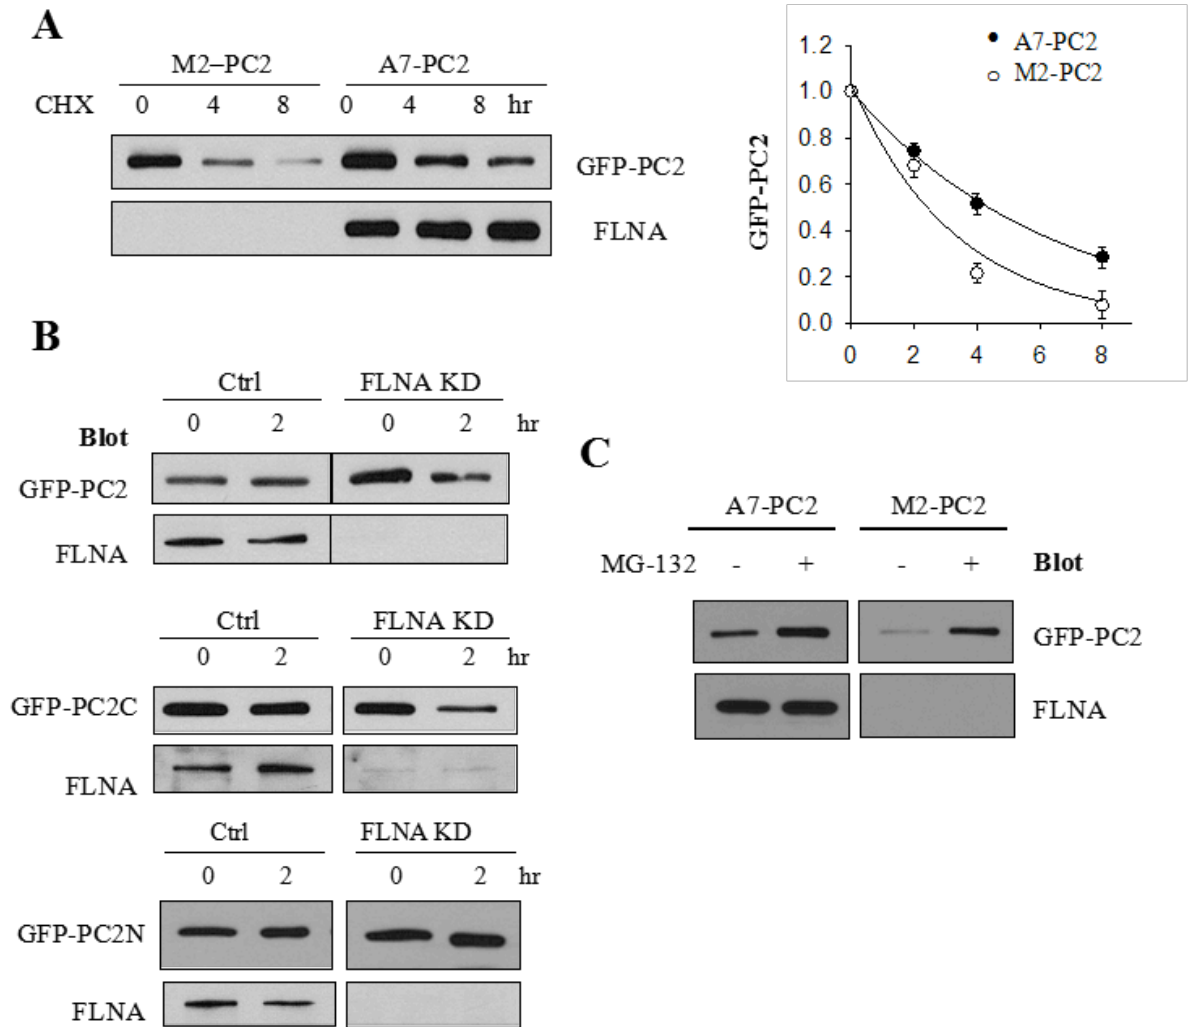 A
M2–PC2 A7-PC2
CHX 0 4 8 0 4 8 hr
GFP-PC2
FLNA
1.2
1.0
0.8
0.6
0.4
0.2
0.0
GFP-PC2
0 2 4 6 8
A7-PC2
M2-PC2
B
Ctrl FLNA KD
0 2 0 2 hr
Blot
GFP-PC2
FLNA
Ctrl FLNA KD
0 2 0 2 hr
GFP-PC2C
FLNA
Ctrl FLNA KD
0 2 0 2 hr
GFP-PC2N
FLNA
C
A7-PC2 M2-PC2
MG-132 - + - + Blot
GFP-PC2
FLNA